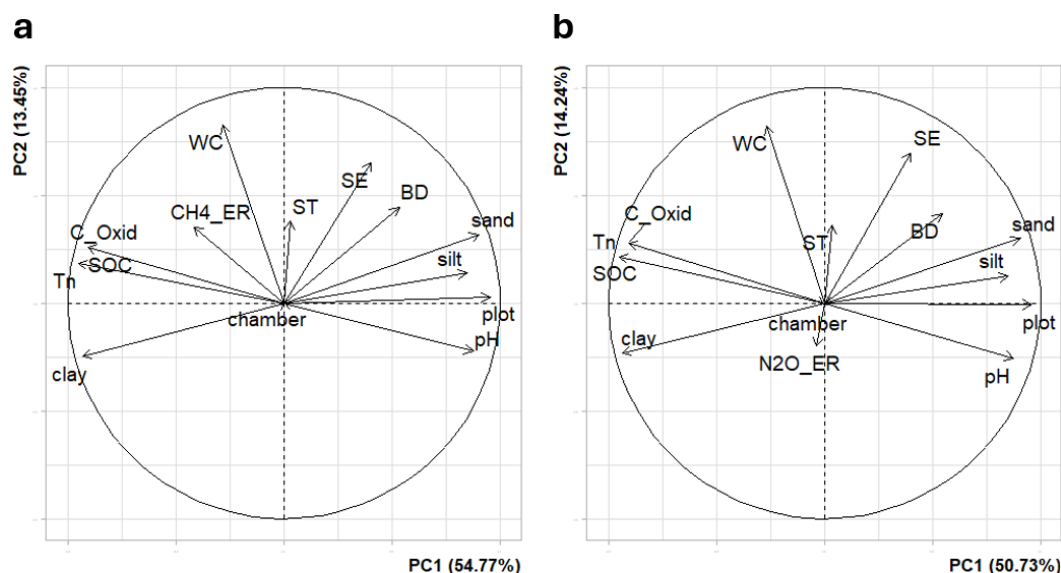 a
PC2 (13.45%)
WC
SE
BD
CH4_ER
ST
sand
C_Oxid
SOC
silt
Tn
chamber
plot
pH
clay
PC1 (54.77%)
b
PC2 (14.24%)
WC
SE
C_Oxid
Tn
ST
BD
sand
SOC
silt
chamber
plot
clay
N2O_ER
pH
PC1 (50.73%)